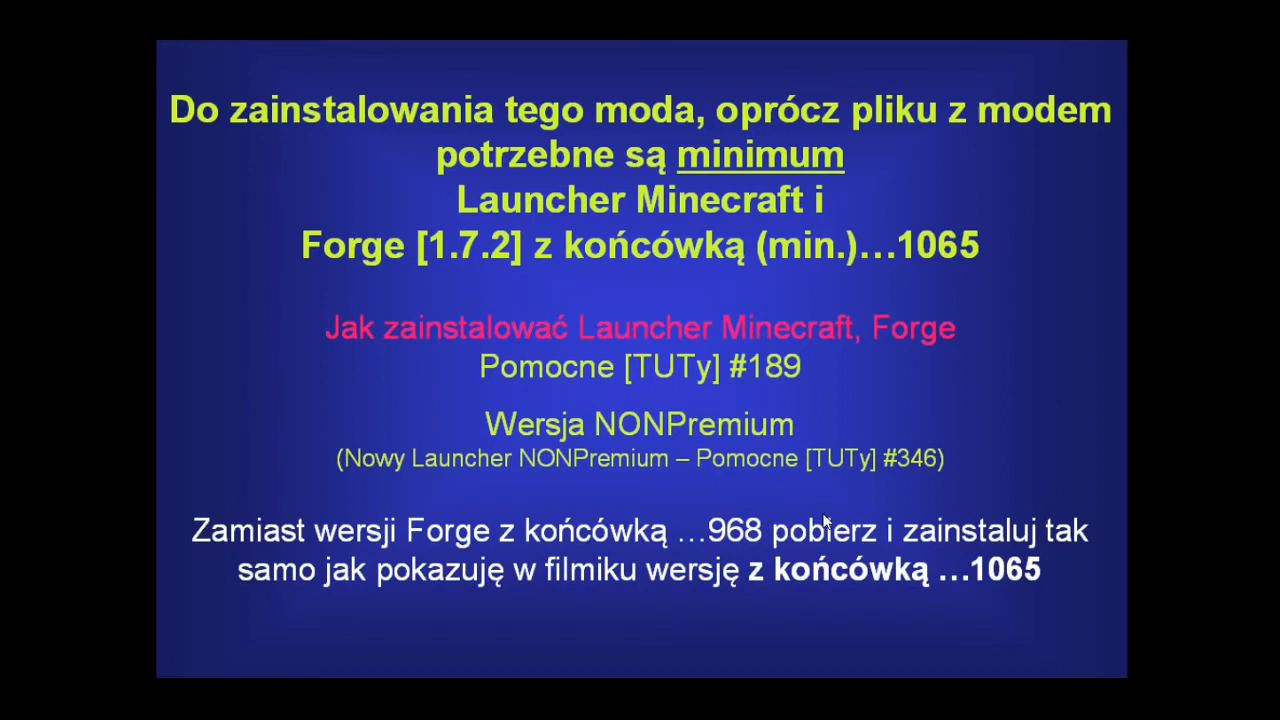 Do zainstalowania tego moda, oprócz pliku z modem
potrzebne są minimum
Launcher Minecraft i
Forge [1.7.2] z końcówką (min.)…1065
Jak zainstalować Launcher Minecraft, Forge
Pomocne [TUTy] #189
Wersja NONPremium
(Nowy Launcher NONPremium – Pomocne [TUTy] #346)
Zamiast wersji Forge z końcówką …968 pobierz i zainstaluj tak
samo jak pokazuję w filmiku wersję z końcówką …1065